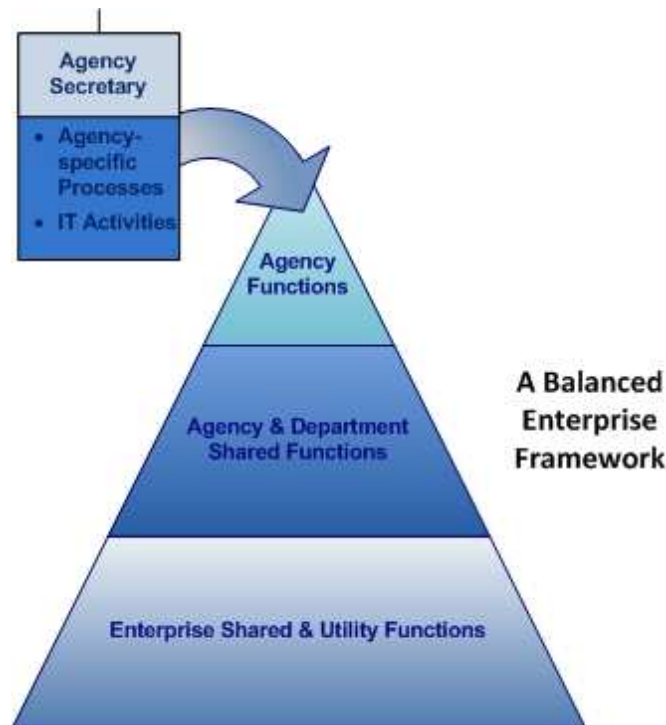 Agency
Secretary
• Agency-
specific
Processes
• IT Activities
Agency
Functions
A Balanced
Enterprise
Framework
Agency & Department
Shared Functions
Enterprise Shared & Utility Functions